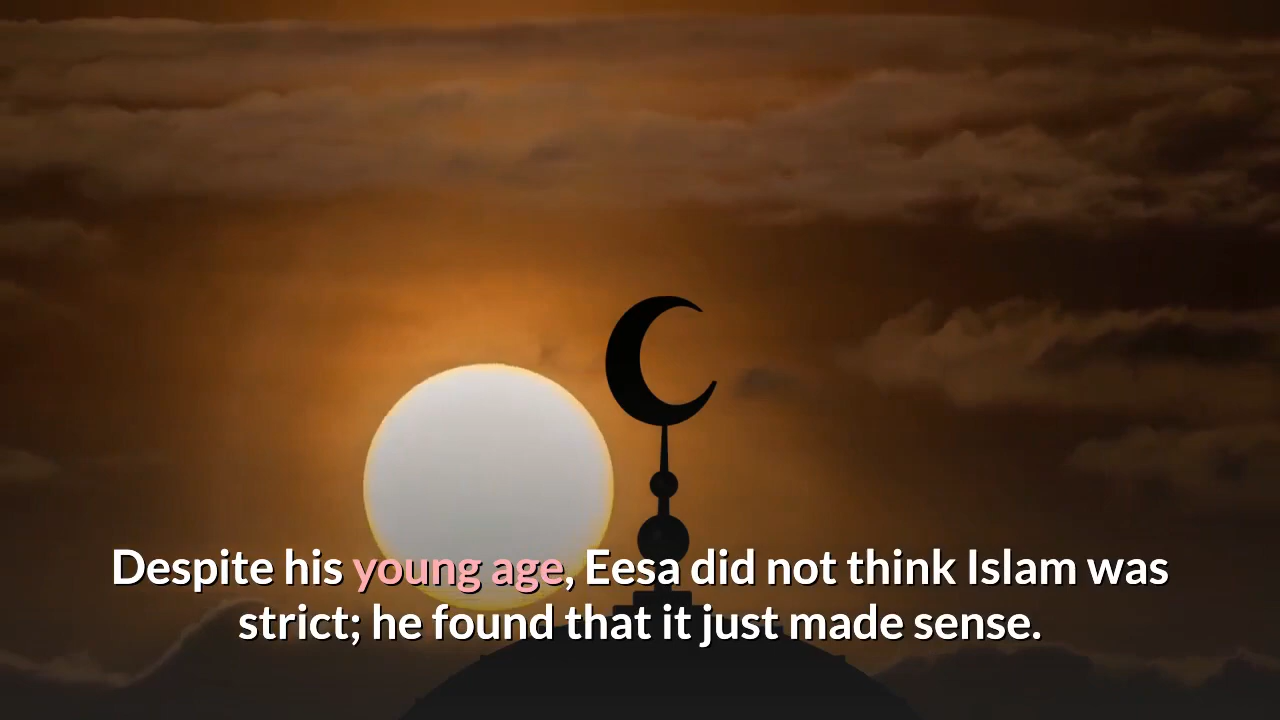 Despite his young age, Eesa did not think Islam was
strict; he found that it just made sense.